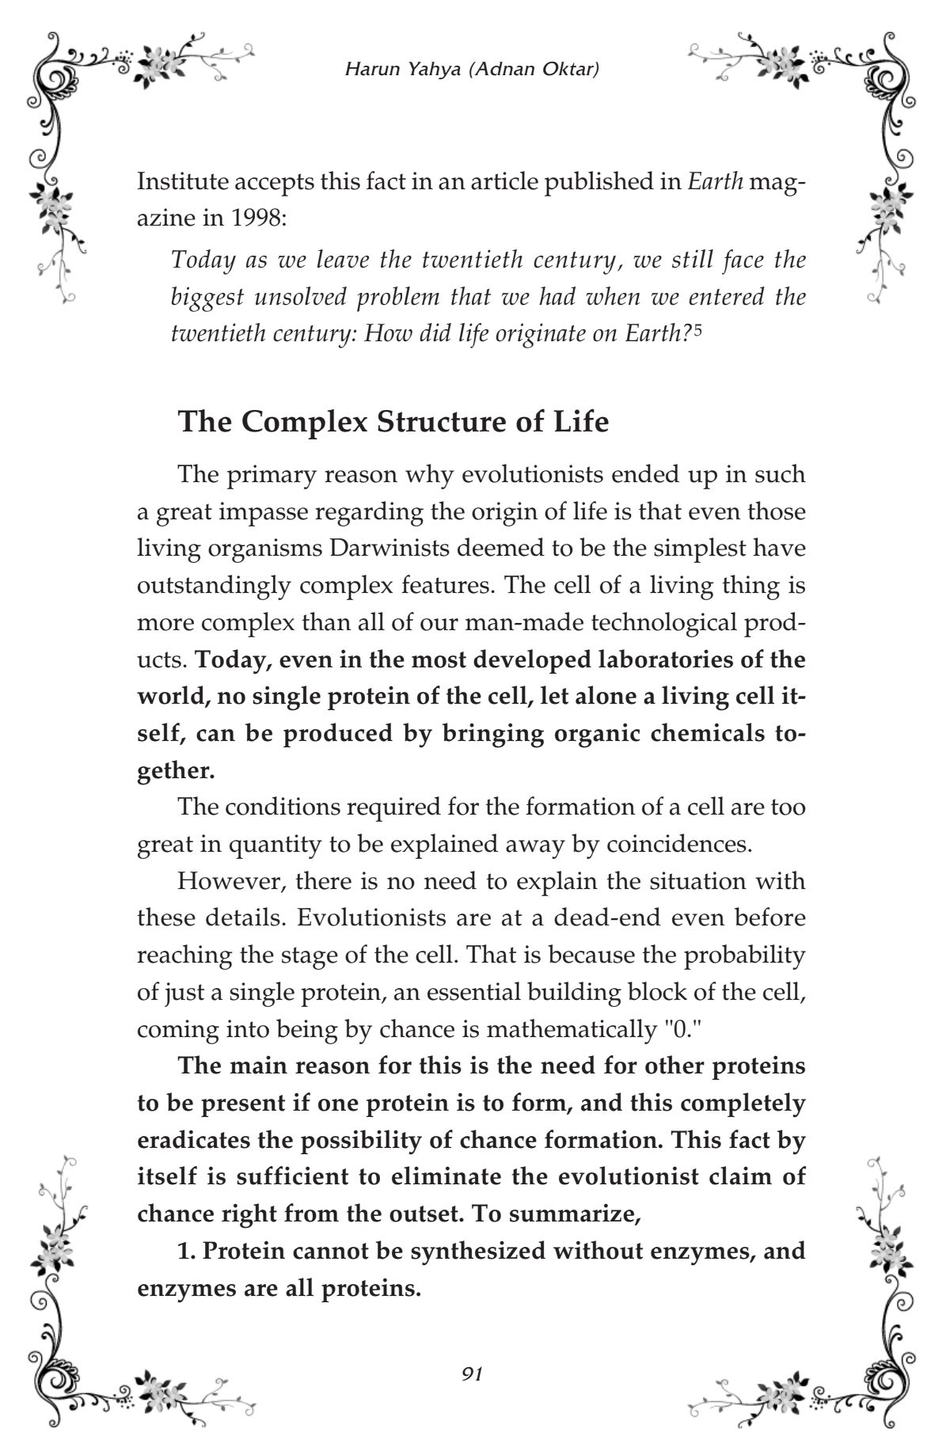 Harun Yahya (Adnan Oktar)
Institute accepts this fact in an article published in Earth mag-
azine in 1998:
Today as we leave the twentieth century, we still face the
biggest unsolved problem that we had when we entered the
twentieth century: How did life originate on Earth?5
The Complex Structure of Life
The primary reason why evolutionists ended up in such
a great impasse regarding the origin of life is that even those
living organisms Darwinists deemed to be the simplest have
outstandingly complex features. The cell of a living thing is
more complex than all of our man-made technological prod-
ucts. Today, even in the most developed laboratories of the
world, no single protein of the cell, let alone a living cell it-
self, can be produced by bringing organic chemicals to-
gether.
The conditions required for the formation of a cell are too
great in quantity to be explained away by coincidences.
However, there is no need to explain the situation with
these details. Evolutionists are at a dead-end even before
reaching the stage of the cell. That is because the probability
of just a single protein, an essential building block of the cell,
coming into being by chance is mathematically "0."
The main reason for this is the need for other proteins
to be present if one protein is to form, and this completely
eradicates the possibility of chance formation. This fact by
itself is sufficient to eliminate the evolutionist claim of
chance right from the outset. To summarize,
1. Protein cannot be synthesized without enzymes, and
enzymes are all proteins.
91